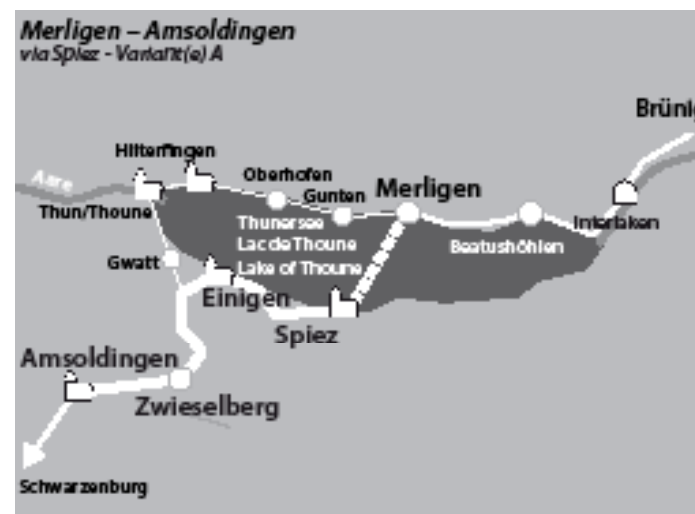 Merligen – Amsoldingen
via Spiez - Variant(e) A
Brünig
Hilterfingen
Aare
Oberhofen
Gunten
Merligen
Thun/Thoune
Thunersee
Lac de Thoune
Lake of Thoune
Interlaken
Beatushöhlen
Gwatt
Einigen
Spiez
Amsoldingen
Zwieselberg
Schwarzenburg